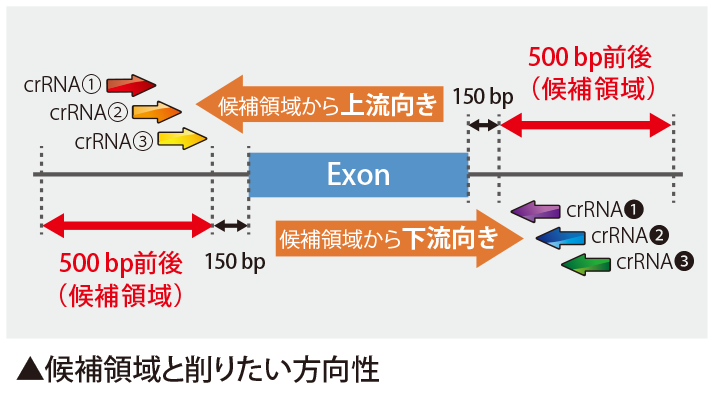 crRNA①
crRNA②
crRNA③
候補領域から上流向き
150 bp
500 bp前後
（候補領域）
Exon
500 bp前後
（候補領域）
150 bp
候補領域から下流向き
crRNA❶
crRNA❷
crRNA❸
▲候補領域と削りたい方向性